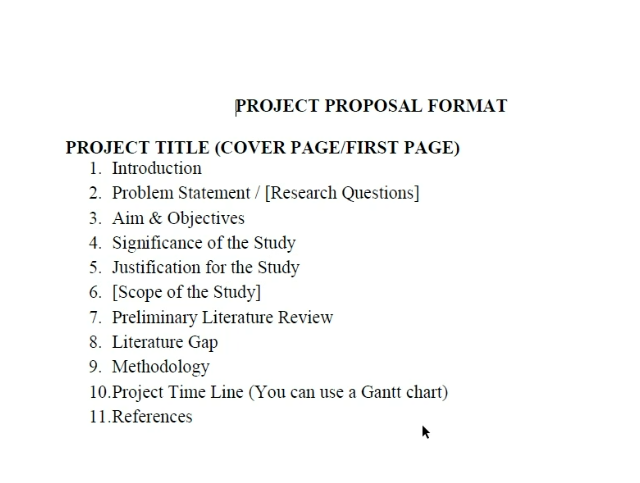 PROJECT PROPOSAL FORMAT
PROJECT TITLE (COVER PAGE/FIRST PAGE)
1. Introduction
2. Problem Statement / [Research Questions]
3. Aim & Objectives
4. Significance of the Study
5. Justification for the Study
6. [Scope of the Study]
7. Preliminary Literature Review
8. Literature Gap
9. Methodology
10.Project Time Line (You can use a Gantt chart)
11.References